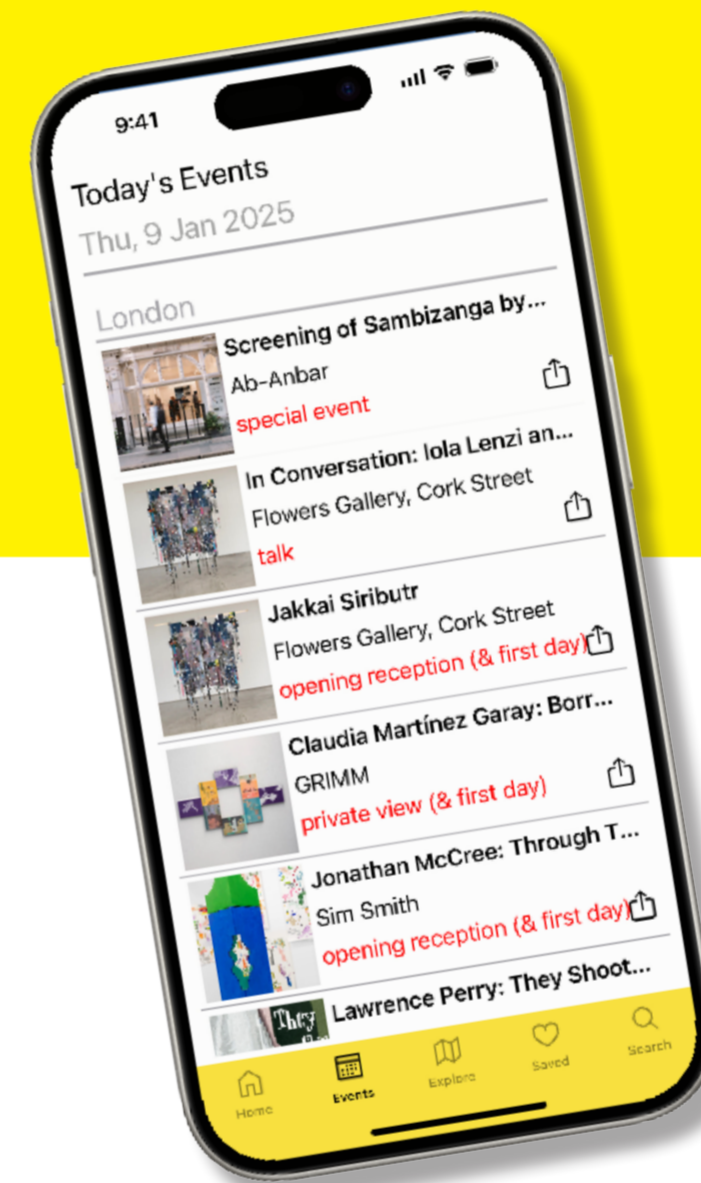 9:41
Today's Events
Thu, 9 Jan 2025
London
Screening of Sambizanga by...
Ab-Anbar
special event
In Conversation: Iola Lenzi an...
Flowers Gallery, Cork Street
talk
Jakkai Siributr
Flowers Gallery, Cork Street
opening reception (& first day)
Claudia Martínez Garay: Borr...
GRIMM
private view (& first day)
Jonathan McCree: Through T...
Sim Smith
opening reception (& first day)
Lawrence Perry: They Shoot...
They
Home
Events
Explore
Saved
Search